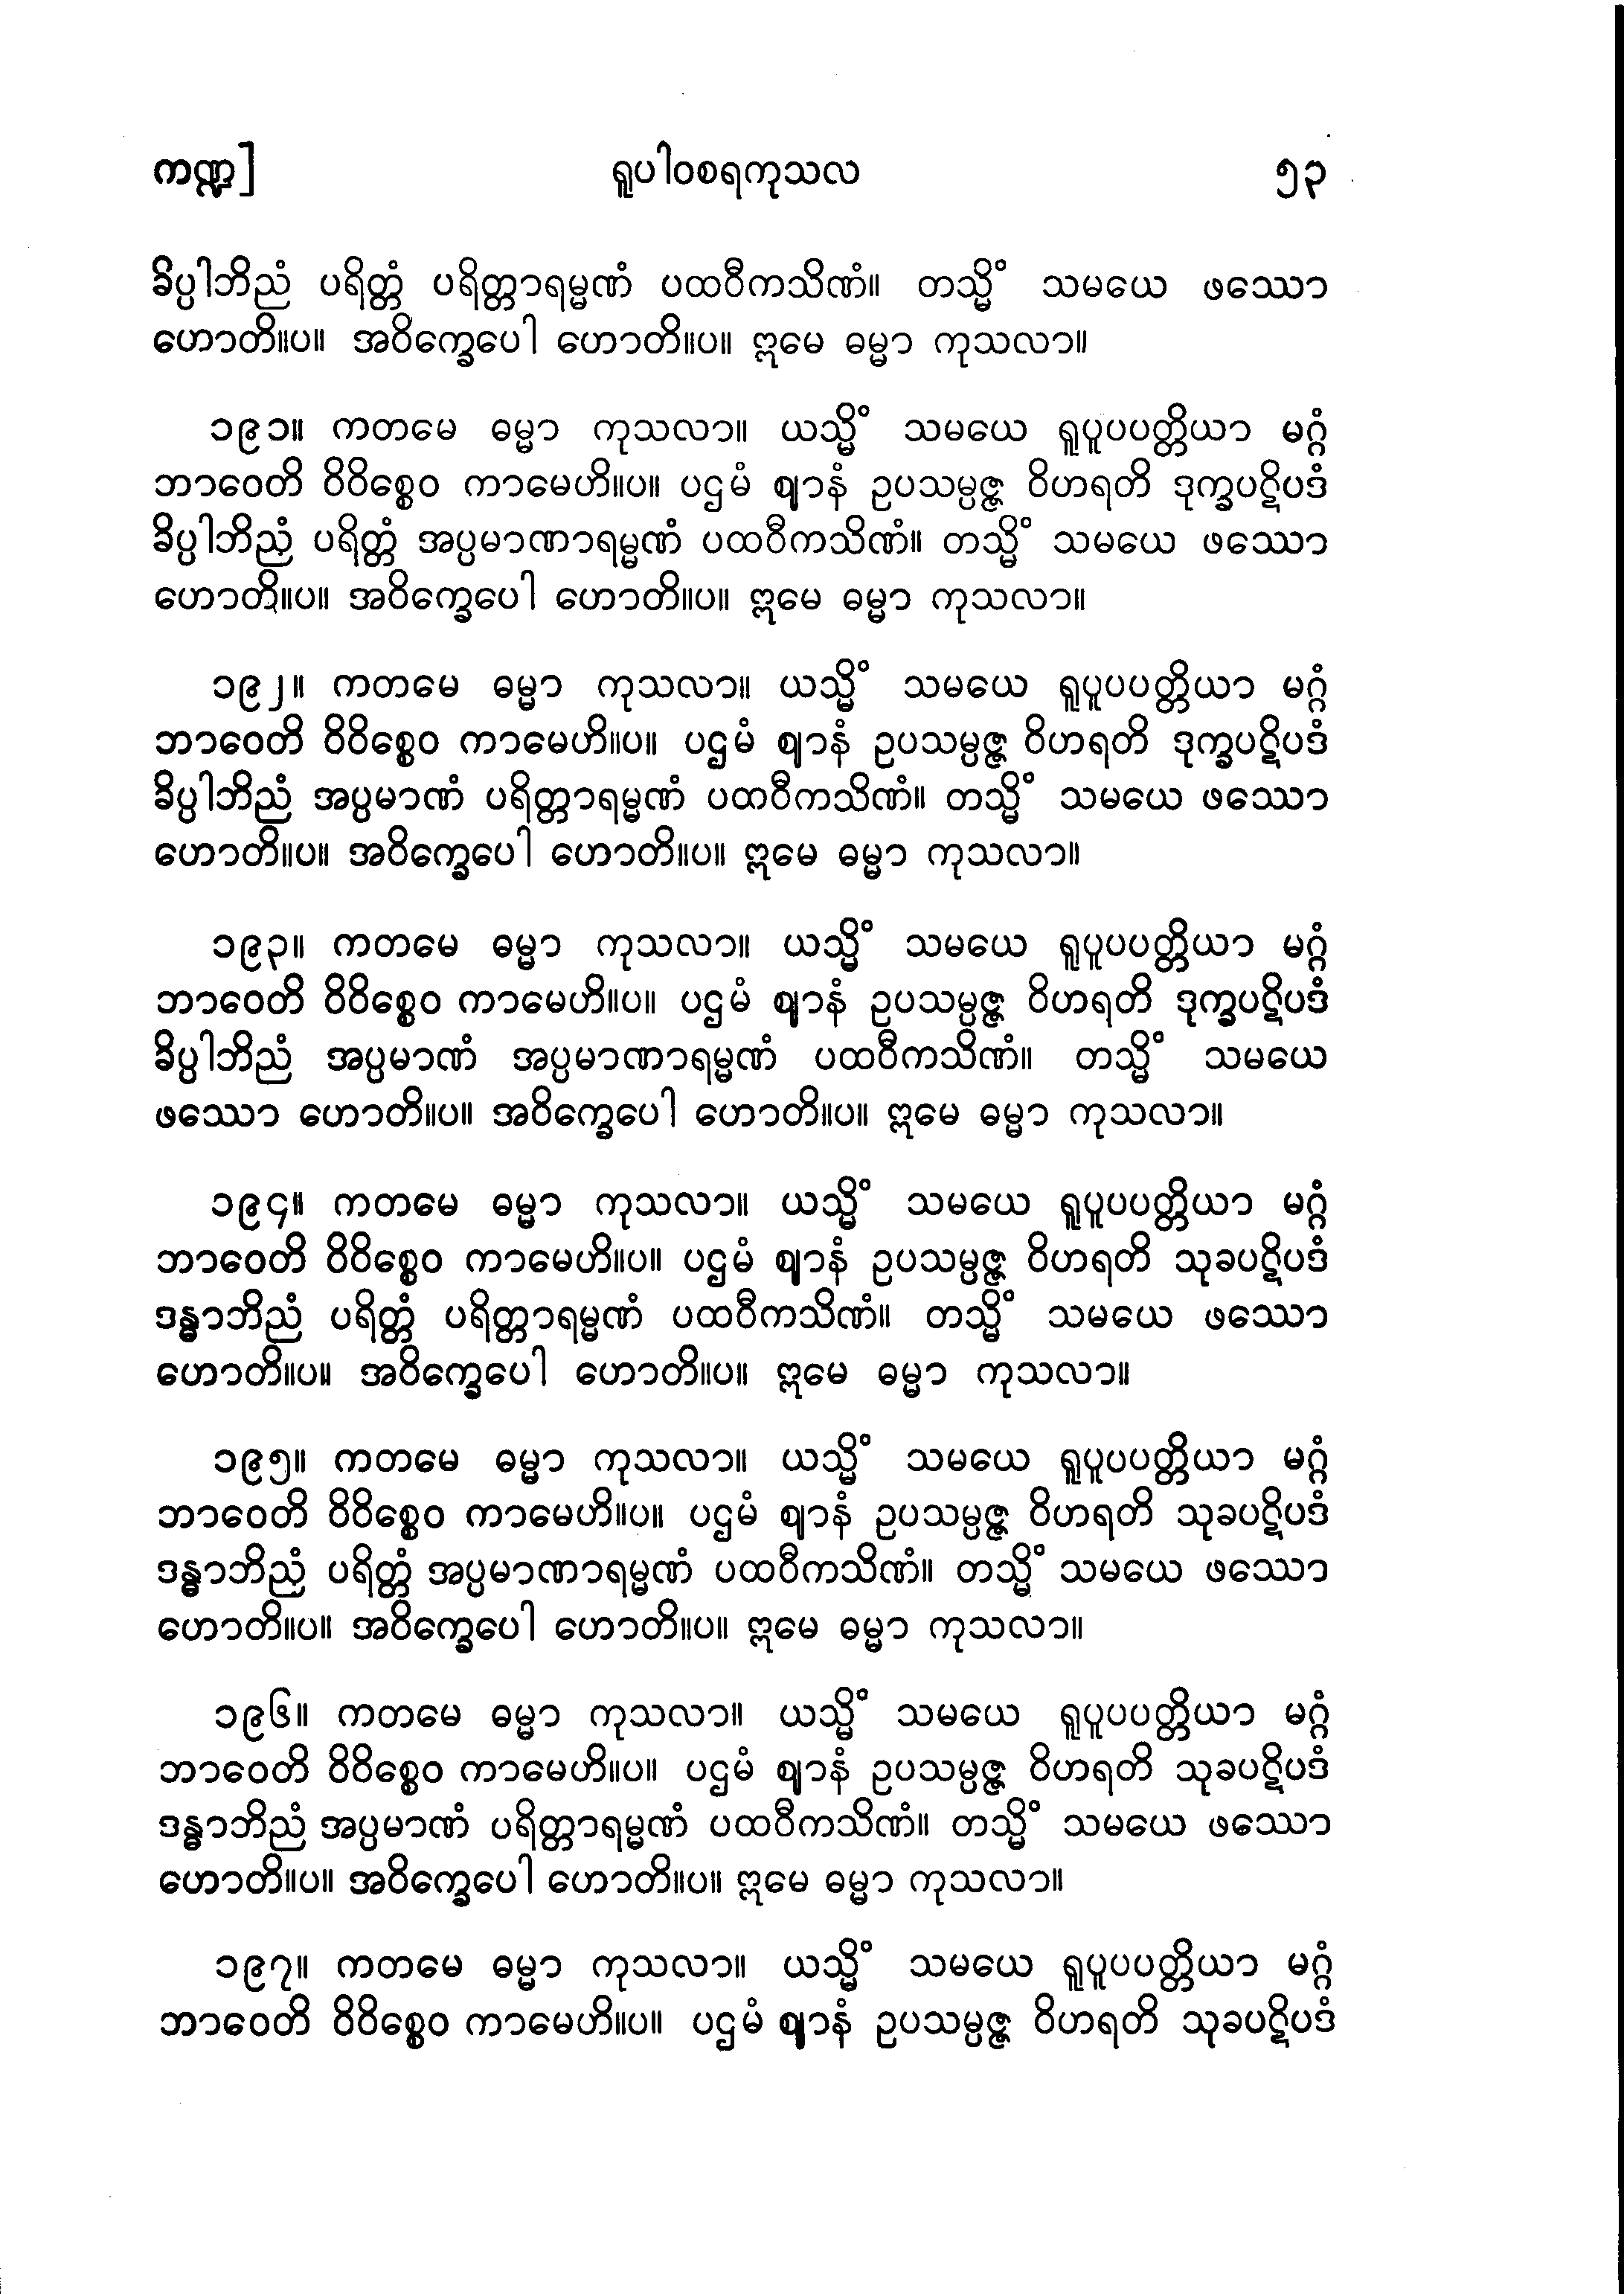 ကဏ္ဍ] ရူပါဝစရကုသလ ၅၃
ခိပ္ပါဘိညံ ပရိတ္တံ ပရိတ္တာရမ္မဏံ ပထဝီကသိဏံ။ တသ္မိံ သမယေ ဖဿော
ဟောတိ။ပ။ အဝိက္ခေပေါ ဟောတိ။ပ။ ဣမေ ဓမ္မာ ကုသလာ။
၁၉၁။ ကတမေ ဓမ္မာ ကုသလာ။ ယသ္မိံ သမယေ ရူပူပပတ္တိယာ မဂ္ဂံ
ဘာဝေတိ ဝိဝိစ္စေဝ ကာမေဟိ။ပ။ ပဌမံ ဈာနံ ဥပသမ္ပဇ္ဇ ဝိဟရတိ ဒုက္ခပဋိပဒံ
ခိပ္ပါဘိညံ ပရိတ္တံ အပ္ပမာဏာရမ္မဏံ ပထဝီကသိဏံ။ တသ္မိံ သမယေ ဖဿော
ဟောတိ။ပ။ အဝိက္ခေပေါ ဟောတိ။ပ။ ဣမေ ဓမ္မာ ကုသလာ။
၁၉၂။ ကတမေ ဓမ္မာ ကုသလာ။ ယသ္မိံ သမယေ ရူပူပပတ္တိယာ မဂ္ဂံ
ဘာဝေတိ ဝိဝိစ္စေဝ ကာမေဟိ။ပ။ ပဌမံ ဈာနံ ဥပသမ္ပဇ္ဇ ဝိဟရတိ ဒုက္ခပဋိပဒံ
ခိပ္ပါဘိညံ အပ္ပမာဏံ ပရိတ္တာရမ္မဏံ ပထဝီကသိဏံ။ တသ္မိံ သမယေ ဖဿော
ဟောတိ။ပ။ အဝိက္ခေပေါ ဟောတိ။ပ။ ဣမေ ဓမ္မာ ကုသလာ။
၁၉၃။ ကတမေ ဓမ္မာ ကုသလာ။ ယသ္မိံ သမယေ ရူပူပပတ္တိယာ မဂ္ဂံ
ဘာဝေတိ ဝိဝိစ္စေဝ ကာမေဟိ။ပ။ ပဌမံ ဈာနံ ဥပသမ္ပဇ္ဇ ဝိဟရတိ ဒုက္ခပဋိပဒံ
ခိပ္ပါဘိညံ အပ္ပမာဏံ အပ္ပမာဏာရမ္မဏံ ပထဝီကသိဏံ။ တသ္မိံ သမယေ
ဖဿော ဟောတိ။ပ။ အဝိက္ခေပေါ ဟောတိ။ပ။ ဣမေ ဓမ္မာ ကုသလာ။
၁၉၄။ ကတမေ ဓမ္မာ ကုသလာ။ ယသ္မိံ သမယေ ရူပူပပတ္တိယာ မဂ္ဂံ
ဘာဝေတိ ဝိဝိစ္စေဝ ကာမေဟိ။ပ။ ပဌမံ ဈာနံ ဥပသမ္ပဇ္ဇ ဝိဟရတိ သုခပဋိပဒံ
ဒန္ဓာဘိညံ ပရိတ္တံ ပရိတ္တာရမ္မဏံ ပထဝီကသိဏံ။ တသ္မိံ သမယေ ဖဿော
ဟောတိ။ပ။ အဝိက္ခေပေါ ဟောတိ။ပ။ ဣမေ ဓမ္မာ ကုသလာ။
၁၉၅။ ကတမေ ဓမ္မာ ကုသလာ။ ယသ္မိံ သမယေ ရူပူပပတ္တိယာ မဂ္ဂံ
ဘာဝေတိ ဝိဝိစ္စေဝ ကာမေဟိ။ပ။ ပဌမံ ဈာနံ ဥပသမ္ပဇ္ဇ ဝိဟရတိ သုခပဋိပဒံ
ဒန္ဓာဘိညံ ပရိတ္တံ အပ္ပမာဏာရမ္မဏံ ပထဝီကသိဏံ။ တသ္မိံ သမယေ ဖဿော
ဟောတိ။ပ။ အဝိက္ခေပေါ ဟောတိ။ပ။ ဣမေ ဓမ္မာ ကုသလာ။
၁၉၆။ ကတမေ ဓမ္မာ ကုသလာ။ ယသ္မိံ သမယေ ရူပူပပတ္တိယာ မဂ္ဂံ
ဘာဝေတိ ဝိဝိစ္စေဝ ကာမေဟိ။ပ။ ပဌမံ ဈာနံ ဥပသမ္ပဇ္ဇ ဝိဟရတိ သုခပဋိပဒံ
ဒန္ဓာဘိညံ အပ္ပမာဏံ ပရိတ္တာရမ္မဏံ ပထဝီကသိဏံ။ တသ္မိံ သမယေ ဖဿော
ဟောတိ။ပ။ အဝိက္ခေပေါ ဟောတိ။ပ။ ဣမေ ဓမ္မာ ကုသလာ။
၁၉၇။ ကတမေ ဓမ္မာ ကုသလာ။ ယသ္မိံ သမယေ ရူပူပပတ္တိယာ မဂ္ဂံ
ဘာဝေတိ ဝိဝိစ္စေဝ ကာမေဟိ။ပ။ ပဌမံ ဈာနံ ဥပသမ္ပဇ္ဇ ဝိဟရတိ သုခပဋိပဒံ